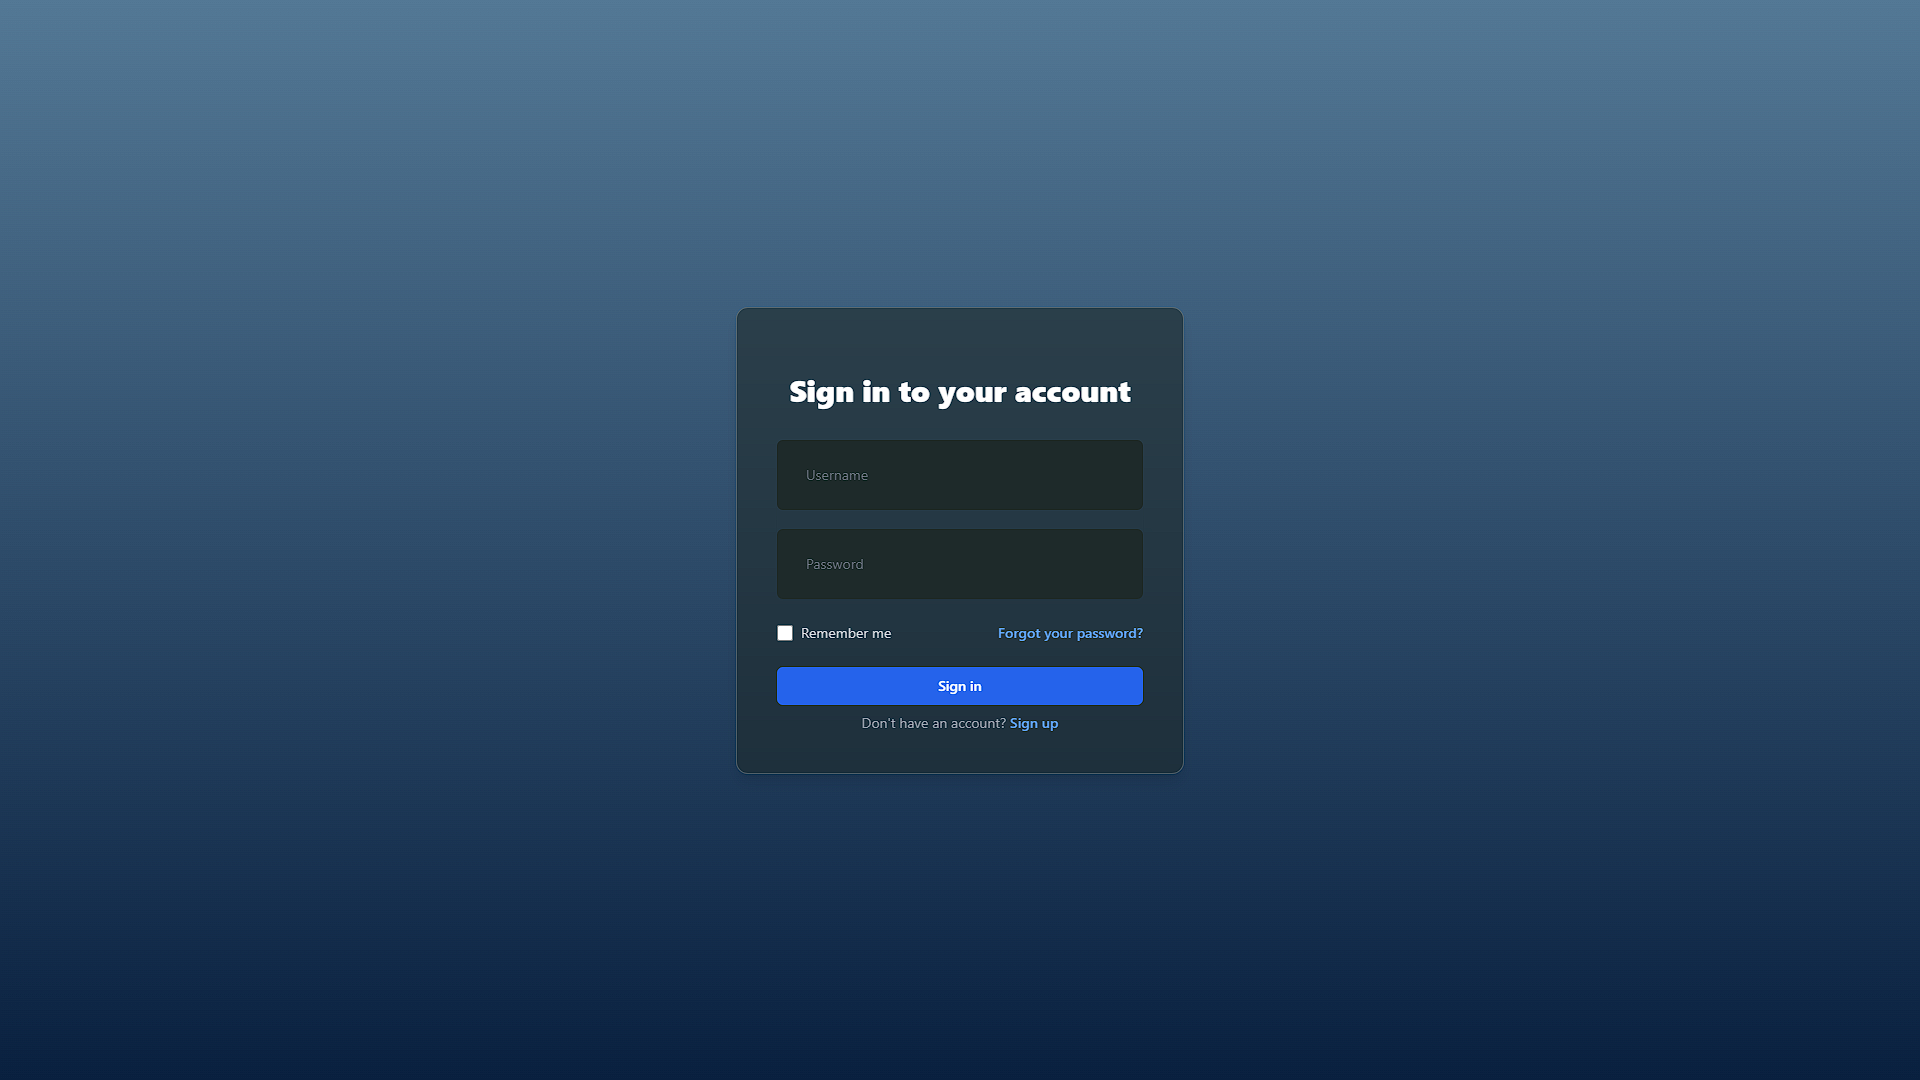 Sign in to your account
Username
Password
Remember me
Forgot your password?
Sign in
Don't have an account? Sign up